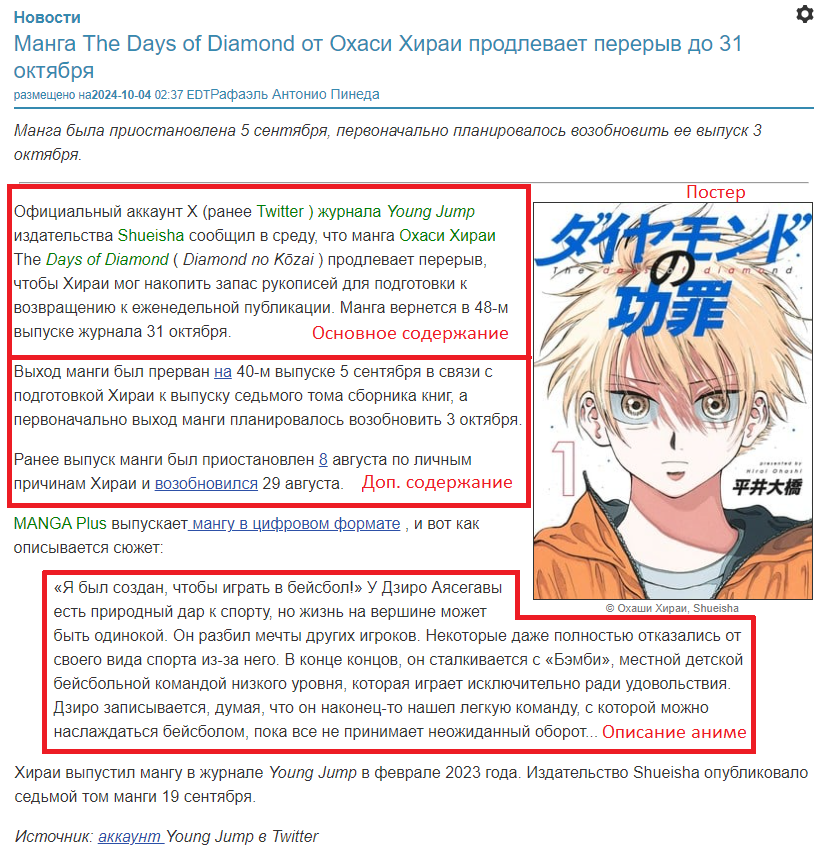 Новости
Манга The Days of Diamond от Охаси Хираи продлевает перерыв до 31
октября
размещено на2024-10-04 02:37 EDTРафаэль Антонио Пинеда
Манга была приостановлена 5 сентября, первоначально планировалось возобновить ее выпуск 3
октября.
Постер
Официальный аккаунт X (ранее Twitter ) журнала Young Jump
издательства Shueisha сообщил в среду, что манга Охаси Хираи
The Days of Diamond ( Diamond no Kōzai ) продлевает перерыв,
чтобы Хираи мог накопить запас рукописей для подготовки к
возвращению к еженедельной публикации. Манга вернется в 48-м
выпуске журнала 31 октября.
Основное содержание
Выход манги был прерван на 40-м выпуске 5 сентября в связи с
подготовкой Хираи к выпуску седьмого тома сборника книг, а
первоначально выход манги планировалось возобновить 3 октября.
Ранее выпуск манги был приостановлен 8 августа по личным
причинам Хираи и возобновился 29 августа.
Доп. содержание
ダイヤモンド
の
功罪
The days of diamond
1
presented by
Hirai Ohashi
平井大橋
© Охаши Хираи, Shueisha
MANGA Plus выпускает мангу в цифровом формате , и вот как
описывается сюжет:
«Я был создан, чтобы играть в бейсбол!» У Дзиро Аясегавы
есть природный дар к спорту, но жизнь на вершине может
быть одинокой. Он разбил мечты других игроков. Некоторые даже полностью отказались от
своего вида спорта из-за него. В конце концов, он сталкивается с «Бэмби», местной детской
бейсбольной командой низкого уровня, которая играет исключительно ради удовольствия.
Дзиро записывается, думая, что он наконец-то нашел легкую команду, с которой можно
наслаждаться бейсболом, пока все не принимает неожиданный оборот...
Описание аниме
Хираи выпустил мангу в журнале Young Jump в феврале 2023 года. Издательство Shueisha опубликовало
седьмой том манги 19 сентября.
Источник: аккаунт Young Jump в Twitter